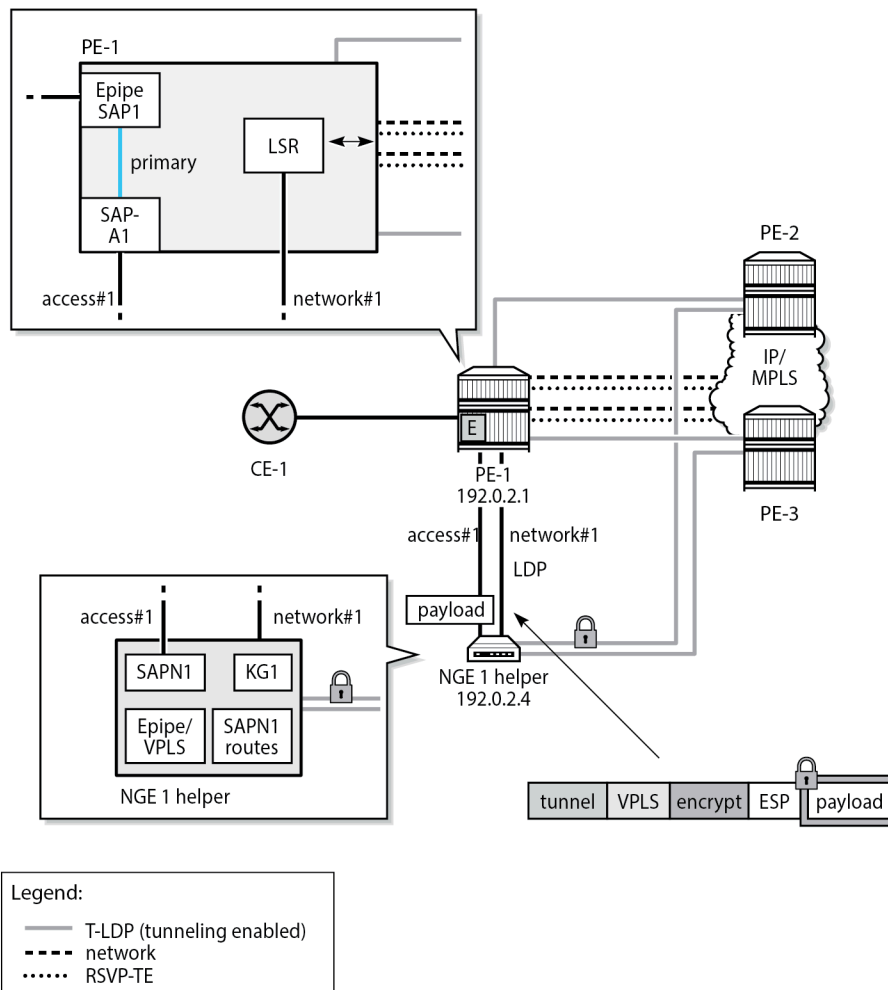 PE-1
Epipe
SAP1
LSR
primary
SAP-
A1
access#1
network#1
PE-2
IP/
MPLS
E
CE-1
PE-1
192.0.2.1
PE-3
access#1
network#1
LDP
payload
access#1
network#1
SAPN1
KG1
NGE 1 helper
192.0.2.4
Epipe/
VPLS
SAPN1
routes
NGE 1 helper
tunnel VPLS encrypt ESP payload
Legend:
T-LDP (tunneling enabled)
network
RSVP-TE